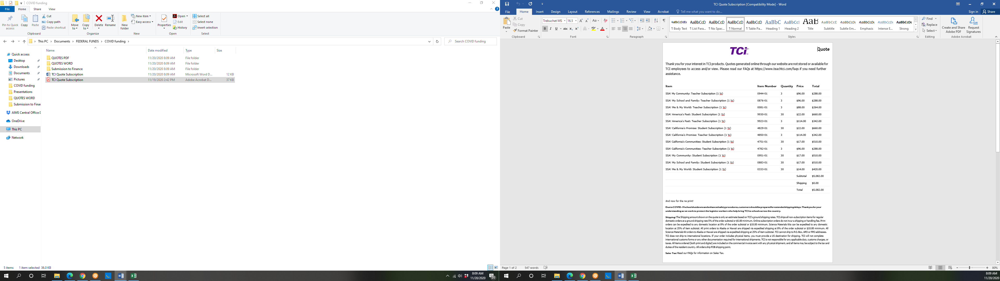 COVID funding
File Home Share View
Pin to Quick access
Copy
Paste
Cut
Copy path
Paste shortcut
Clipboard
Move to
Copy to
Delete
Rename
Organize
New folder
New item
Easy access
New
Properties
Open
Edit
History
Open
Select all
Select none
Invert selection
Select
This PC Documents FEDERAL FUNDS COVID funding
Search COVID funding
Name Date modified Type Size
QUOTES PDF 11/20/2020 8:09 AM File folder
QUOTES WORD 11/20/2020 8:09 AM File folder
Submission to Finance 11/20/2020 8:09 AM File folder
TCI Quote Subscription 11/20/2020 8:09 AM Microsoft Word D... 12 KB
TCI Quote Subscription 11/19/2020 2:42 PM Adobe Acrobat D... 37 KB
Quick access
Desktop
Downloads
Documents
Pictures
COVID funding
Presentations
QUOTES WORD
Submission to Finar
AIMS Central Office D
OneDrive
This PC
Network
5 items 1 item selected 36.0 KB
8:09 AM
11/20/2020
20
TCI Quote Subscription [Compatibility Mode] - Word
File Home Insert Design Layout References Mailings Review View Acrobat Tell me what you want to do...
Sign in Share
Paste
Cut
Copy
Format Painter
Clipboard
Trebuchet MS 16.5
Font
Paragraph
AaBbCcDdEe AaBbCcD AaBbCcD AaBbCcD AaBbCcD AaBbC AaBbCcI AaB AaBbCcD AaBbCcDc AaBbCcDc AaBbCcDc AaBbCcDc
¶ Body Text ¶ List Para... ¶ No Spac... ¶ Normal ¶ Table Pa... Heading 1 Heading 2 Title Subtitle Subtle Em... Emphasis Intense E... Strong
Styles
Find
Replace
Select
Editing
Create and Share Adobe PDF
Request Signatures
Adobe Acrobat
TCi Quote
Thank you for your interest in TCI products. Quotes generated online through our website are not stored or available for
TCI employees to access and/or view. Please read our FAQs at https://www.teachtci.com/faqs if you need further
assistance.
Item Item Number Quantity Price Total
SSA! My Community: Teacher Subscription (1 Yr) 0944-01 3 $96.00 $288.00
SSA! My School and Family: Teacher Subscription (1 Yr) 0876-01 3 $96.00 $288.00
SSA! Me & My World: Teacher Subscription (1 Yr) 0081-01 3 $88.00 $264.00
SSA! America's Past: Student Subscription (1 Yr) 9930-01 30 $22.00 $660.00
SSA! America's Past: Teacher Subscription (1 Yr) 9923-01 3 $114.00 $342.00
SSA! California's Promise: Student Subscription (1 Yr) 4829-01 30 $22.00 $660.00
SSA! California's Promise: Teacher Subscription (1 Yr) 4850-01 3 $114.00 $342.00
SSA! California's Communities: Student Subscription (1 Yr) 4751-01 30 $17.00 $510.00
SSA! California's Communities: Teacher Subscription (1 Yr) 4782-01 3 $96.00 $288.00
SSA! My Community: Student Subscription (1 Yr) 0951-01 30 $17.00 $510.00
SSA! My School and Family: Student Subscription (1 Yr) 0883-01 30 $17.00 $510.00
SSA! Me & My World: Student Subscription (1 Yr) 0333-01 30 $14.00 $420.00
Subtotal $5,082.00
Shipping $0.00
Total $5,082.00
And now for the ne print!
Due to COVID-19 school shutdowns and enhanced safety procedures, customers should be prepared for extended shipping delays. Thank you for your
understanding as we work to protect the logistics workers who help bring TCI to schools across the country.
Shipping: The Shipping amount shown on the quote is only an estimate based on TCI's ground shipping rates. TCI ships all non-subscription items for regular
domestic orders at a ground shipping rate 5% of the order subtotal or $5.00 minimum. Online subscription orders do not incur a shipping or handling fee. Print
orders can be expedited to any domestic location at 8% of the order subtotal or $10.00 minimum. Science Materials Kits can be expedited to any domestic
location at 25% of item subtotal. All print orders to Alaska or Hawaii are shipped via expedited shipping at 8% of the order subtotal or $10.00 minimum. All
Science Materials Kit orders to Alaska or Hawaii are shipped via expedited shipping at 25% of item subtotal. TCI cannot ship to P.O. Box, APO or FPO addresses.
TCI does not ship to international locations. If your order includes physical items, you must provide a US destination for shipping. TCI will not complete
international customs forms or any other documentation required for international shipments. TCI is not responsible for any applicable duty, customs charges, or
taxes. All items ordered (both print and digital) are included on the commercial invoice sent with any physical shipment, and all items may be subject to the tax and
duties of the resident country. All orders ship FOB shipping point.
Sales Tax: Read our FAQs for information on Sales Tax.
Page 1 of 2 547 words
80%
8:09 AM
11/20/2020